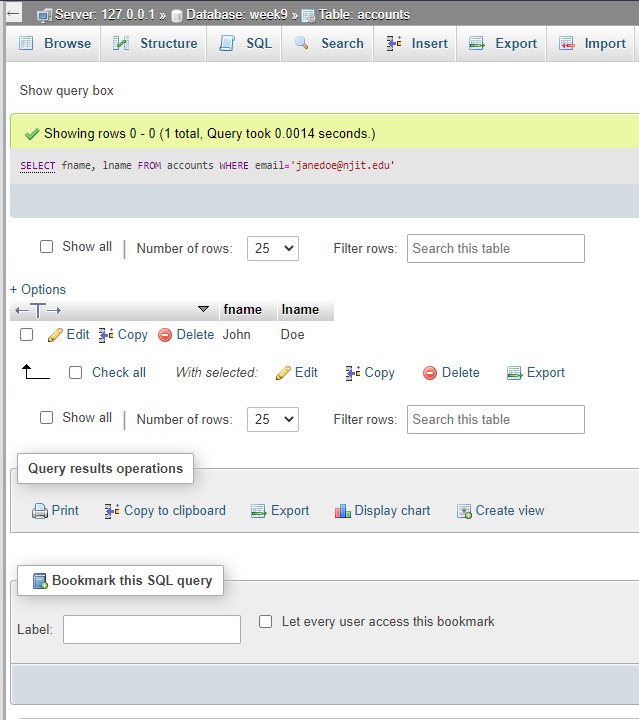 Server: 127.0.0.1 » Database: week9 » Table: accounts
Browse Structure SQL Search Insert Export Import
Show query box
Showing rows 0 - 0 (1 total, Query took 0.0014 seconds.)
SELECT fname, lname FROM accounts WHERE email='janedoe@njit.edu'
Show all | Number of rows: 25 Filter rows: Search this table
+ Options
←T→ fname lname
Edit Copy Delete John Doe
Check all With selected: Edit Copy Delete Export
Show all | Number of rows: 25 Filter rows: Search this table
Query results operations
Print Copy to clipboard Export Display chart Create view
Bookmark this SQL query
Label: Let every user access this bookmark